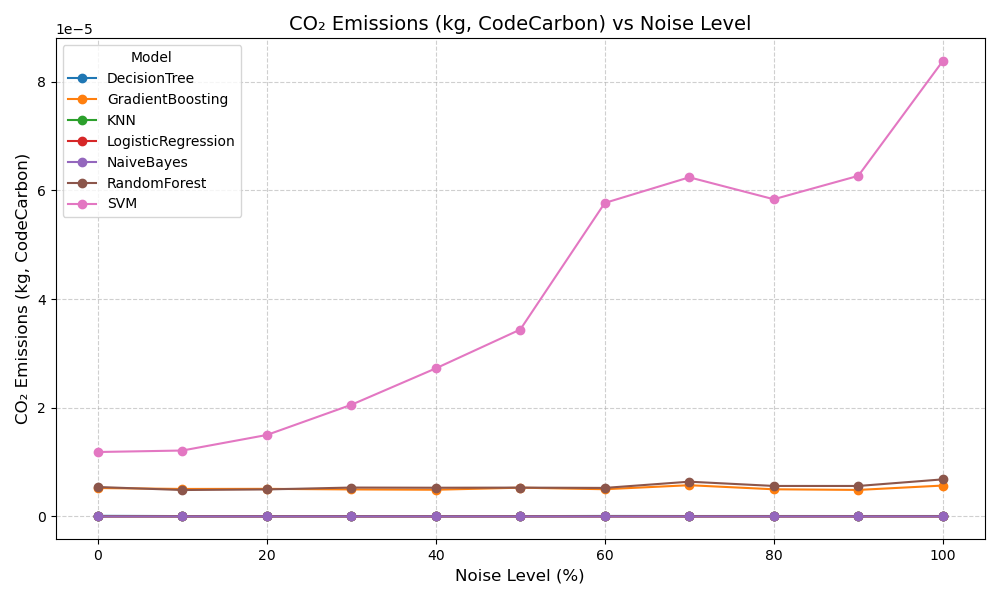 CO₂ Emissions (kg, CodeCarbon) vs Noise Level
1e−5
Model
DecisionTree
GradientBoosting
KNN
LogisticRegression
NaiveBayes
RandomForest
SVM
8
6
4
2
0
CO₂ Emissions (kg, CodeCarbon)
0 20 40 60 80 100
Noise Level (%)